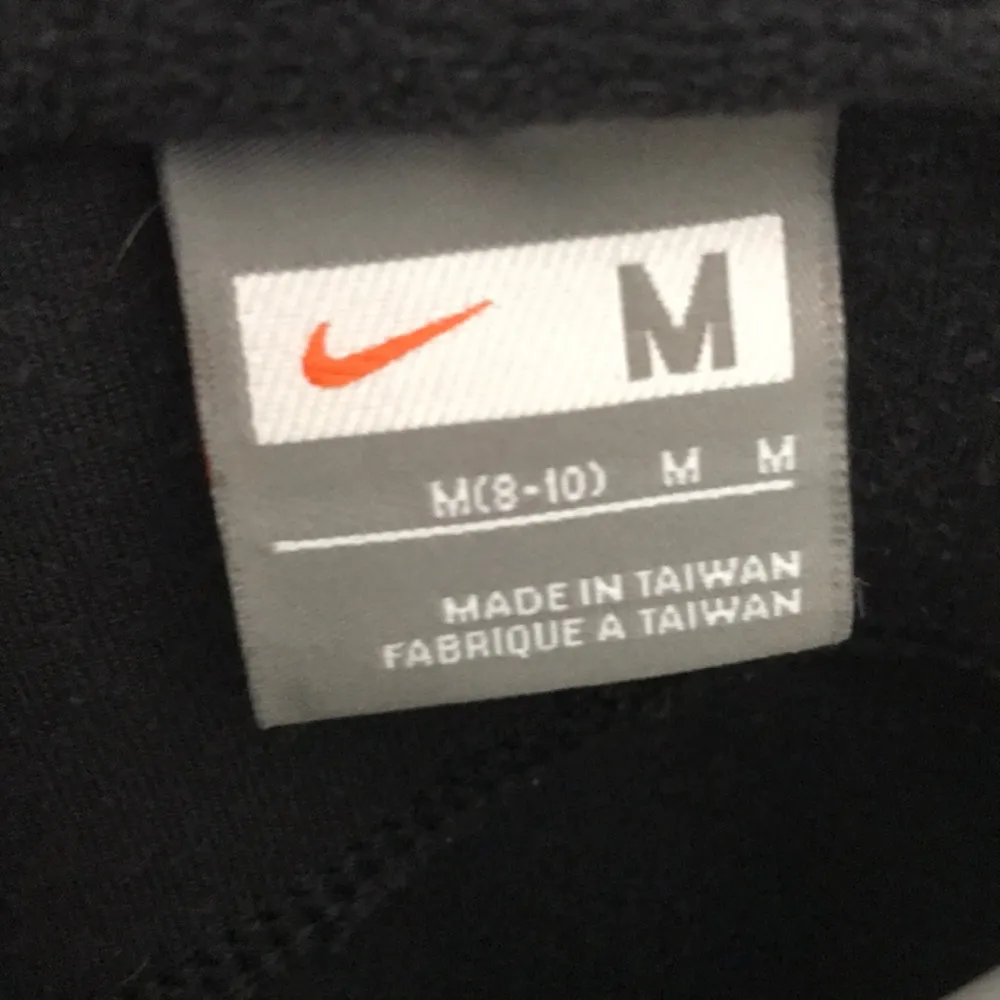 M
M(8-10) M M
MADE IN TAIWAN
FABRIQUE A TAIWAN